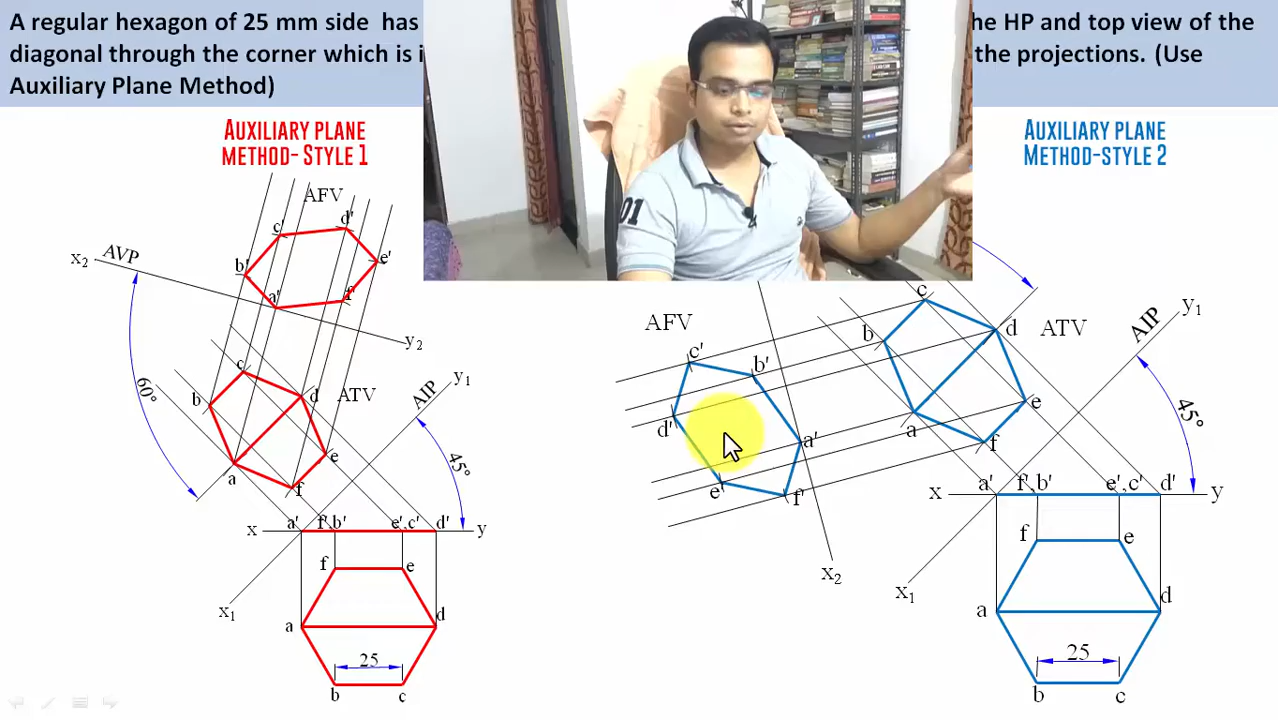 A regular hexagon of 25 mm side has he HP and top view of the
diagonal through the corner which is i the projections. (Use
Auxiliary Plane Method)
AUXILIARY PLANE
METHOD- STYLE 1
AUXILIARY PLANE
METHOD-STYLE 2
AFV
c' d'
x2 AVP
b' e'
a' f'
y2
60°
c
b d ATV
AIP y1
a e
f
45°
x a' f',b' e',c' d' y
f e
x1
a d
25
b c
01
AFV
c' b'
d' a'
e' f'
x2
c
b d ATV
AIP y1
a e
f
45°
x a' f',b' e',c' d' y
f e
x1
a d
25
b c